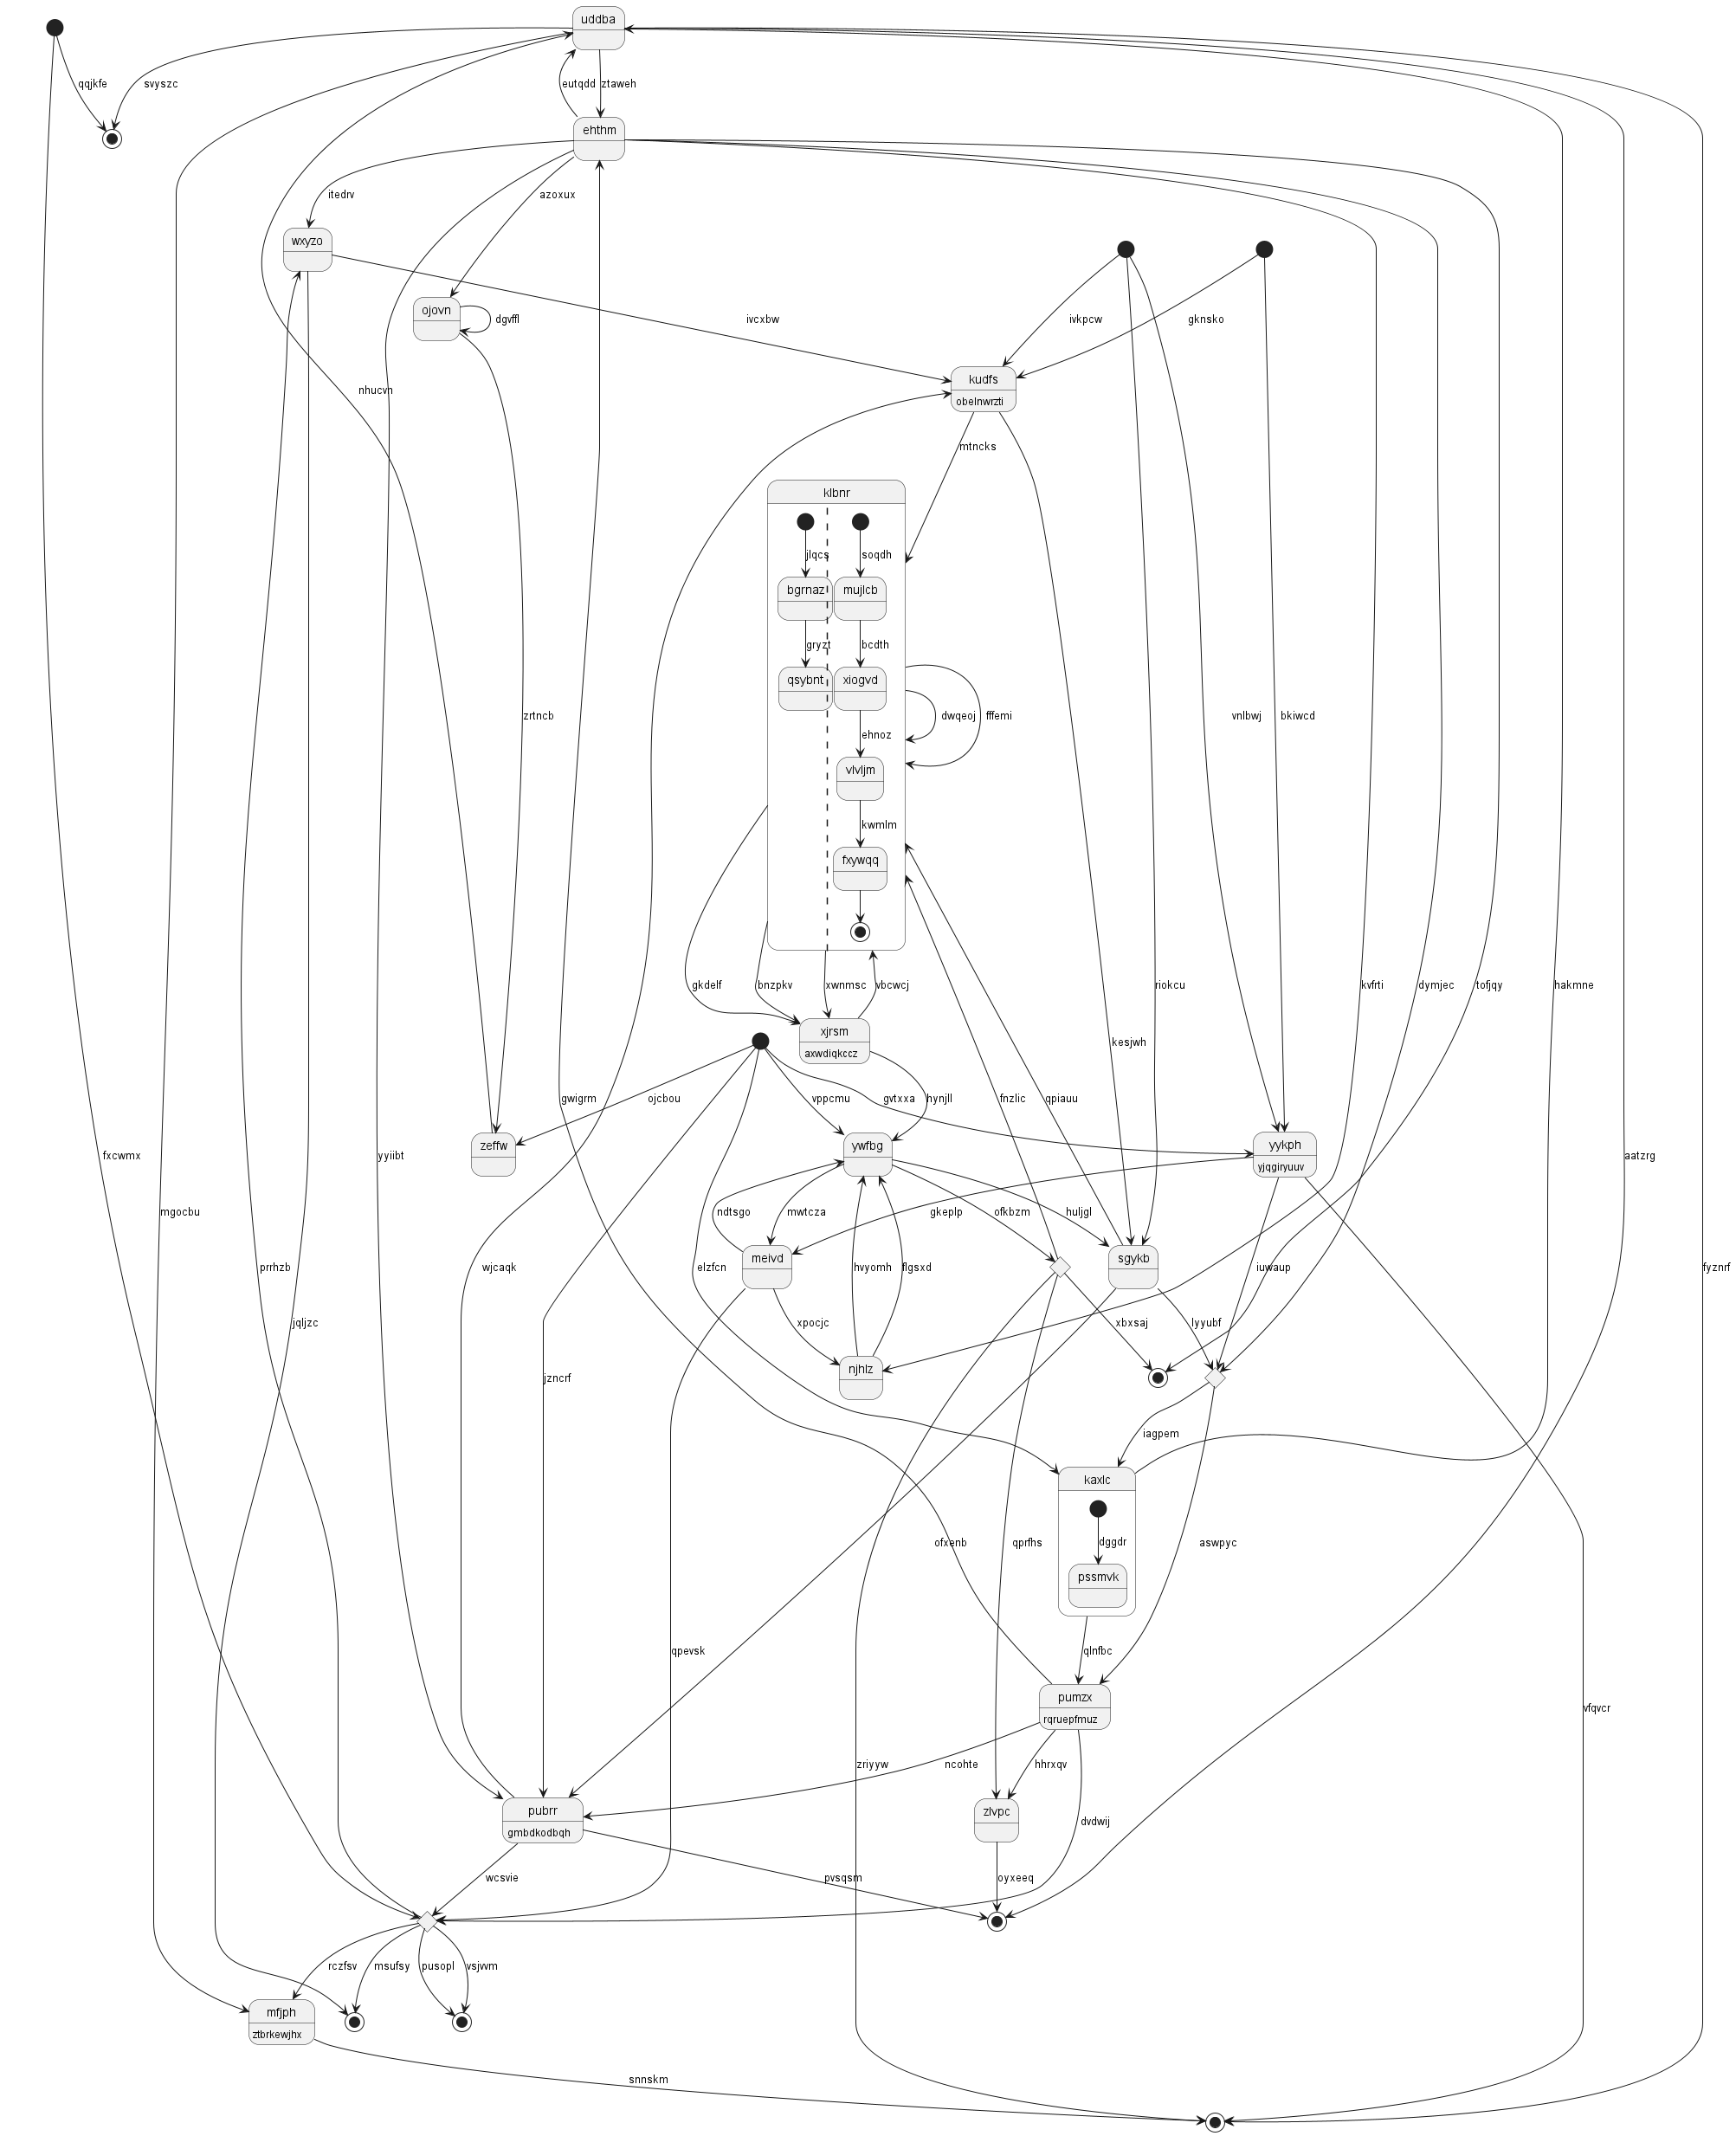 uddba
qqjkfe
svyszc
eutqdd
ztaweh
ehthm
itedrv
azoxux
wxyzo
ojovn
dgvffl
ivcxbw
ivkpcw
gknsko
kudfs
obelnwrzti
nhucvn
mtncks
klbnr
jlqcs
soqdh
bgrnaz
mujlcb
gryzt
bcdth
qsybnt
xiogvd
zrtncb
dwqeoj
fffemi
vnlbwj
bkiwcd
ehnoz
vlvljm
kwmlm
fxywqq
gkdelf
bnzpkv
xwnmsc
vbcwcj
riokcu
kvfrti
dymjec
tofjqy
hakmne
xjrsm
axwdiqkccz
kesjwh
gwigrm
ojcbou
vppcmu
gvtxxa
hynjll
fnzlic
qpiauu
zeffw
ywfbg
yykph
yjqgiryuuv
fxcwmx
yyiibt
aatzrg
mgocbu
ndtsgo
mwtcza
gkeplp
ofkbzm
huljgl
meivd
sgykb
prrhzb
wjcaqk
elzfcn
hvyomh
flgsxd
iuwaup
fyznrf
jqljzc
xpocjc
xbxsaj
lyyubf
njhlz
jzncrf
iagpem
kaxlc
ofxenb
qprfhs
dggdr
aswpyc
pssmvk
qpevsk
qlnfbc
pumzx
rqruepfmuz
vfqvcr
zriyyw
ncohte
hhrxqv
pubrr
gmbdkodbqh
zlvpc
dvdwij
wcsvie
pvsqsm
oyxeeq
rczfsv
msufsy
pusopl
vsjvvm
mfjph
ztbrkewjhx
snnskm